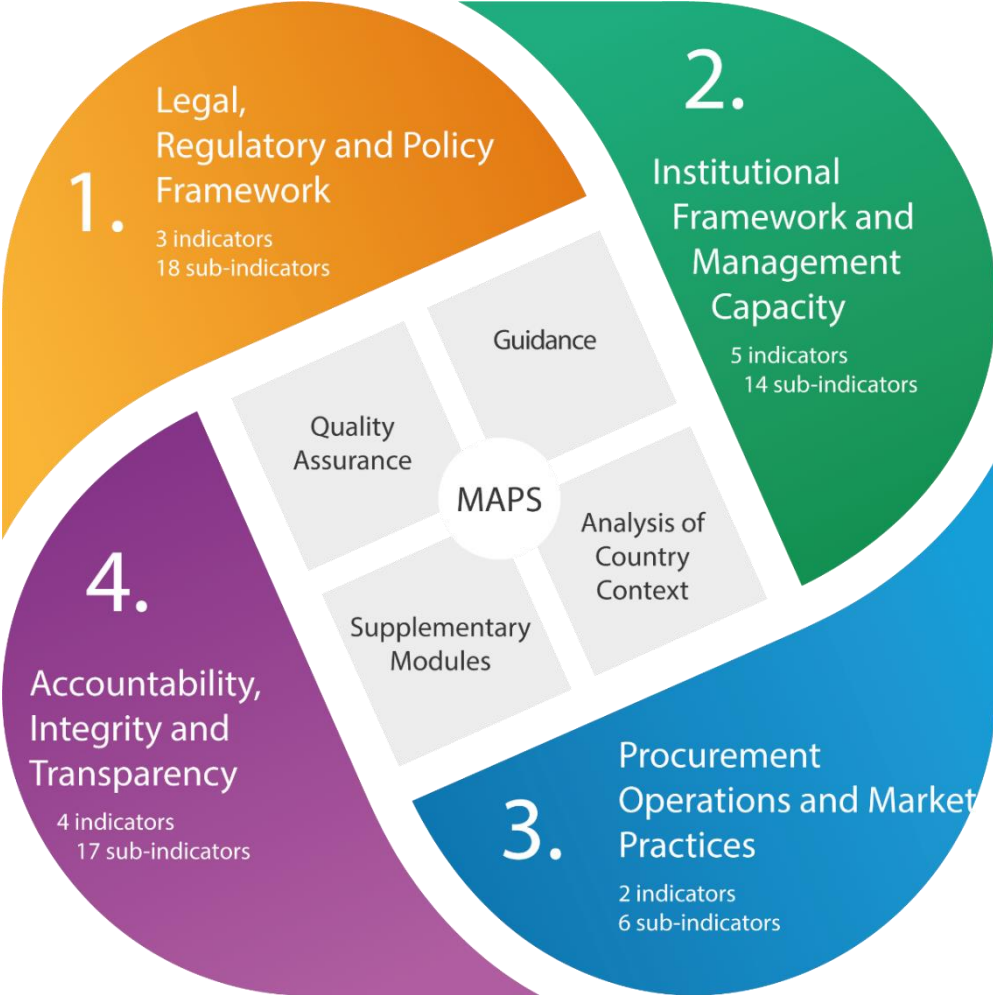 1.
Legal,
Regulatory and Policy
Framework
3 indicators
18 sub-indicators
2.
Institutional
Framework and
Management
Capacity
5 indicators
14 sub-indicators
Guidance
Quality
Assurance
MAPS
Analysis of
Country
Context
Supplementary
Modules
4.
Accountability,
Integrity and
Transparency
4 indicators
17 sub-indicators
3.
Procurement
Operations and Market
Practices
2 indicators
6 sub-indicators